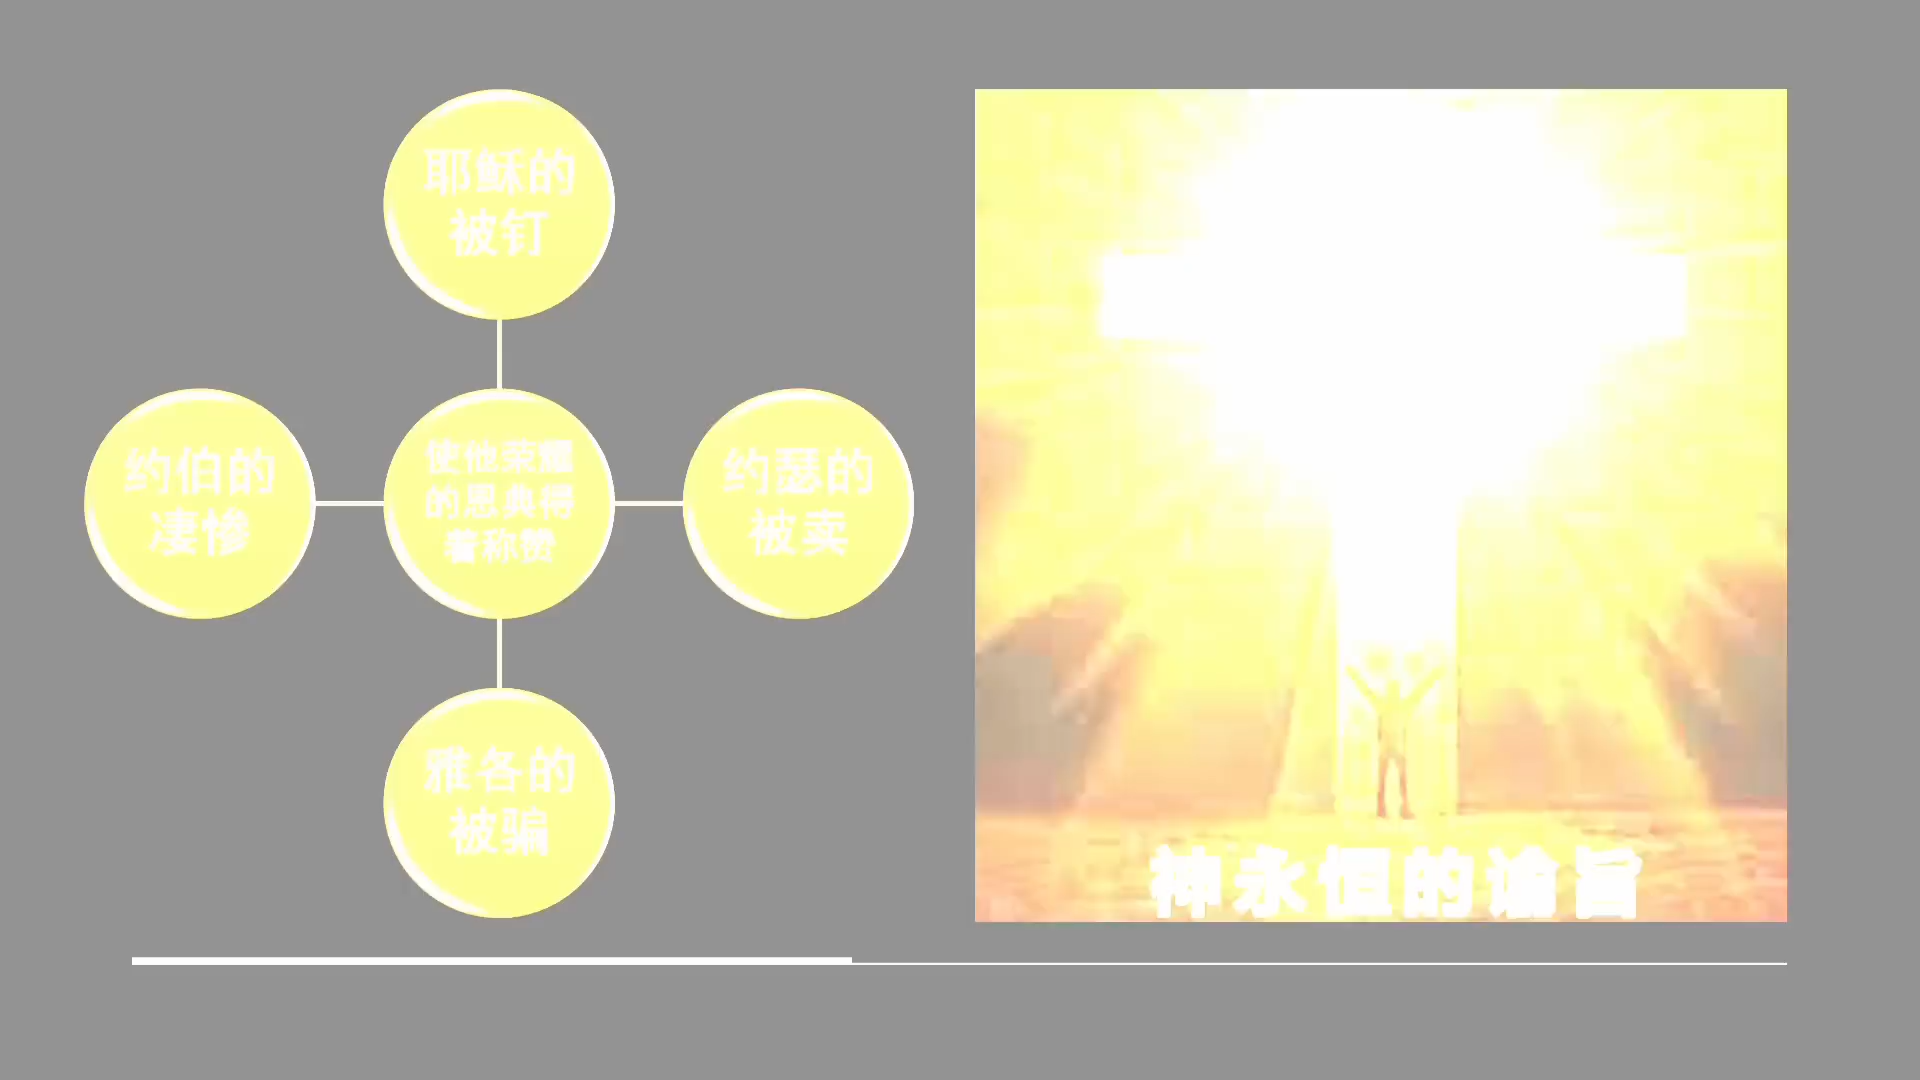 耶稣的
被钉
约伯的
凄惨
使他荣耀
的恩典得
着称赞
约瑟的
被卖
雅各的
被骗
神永恒的谕旨